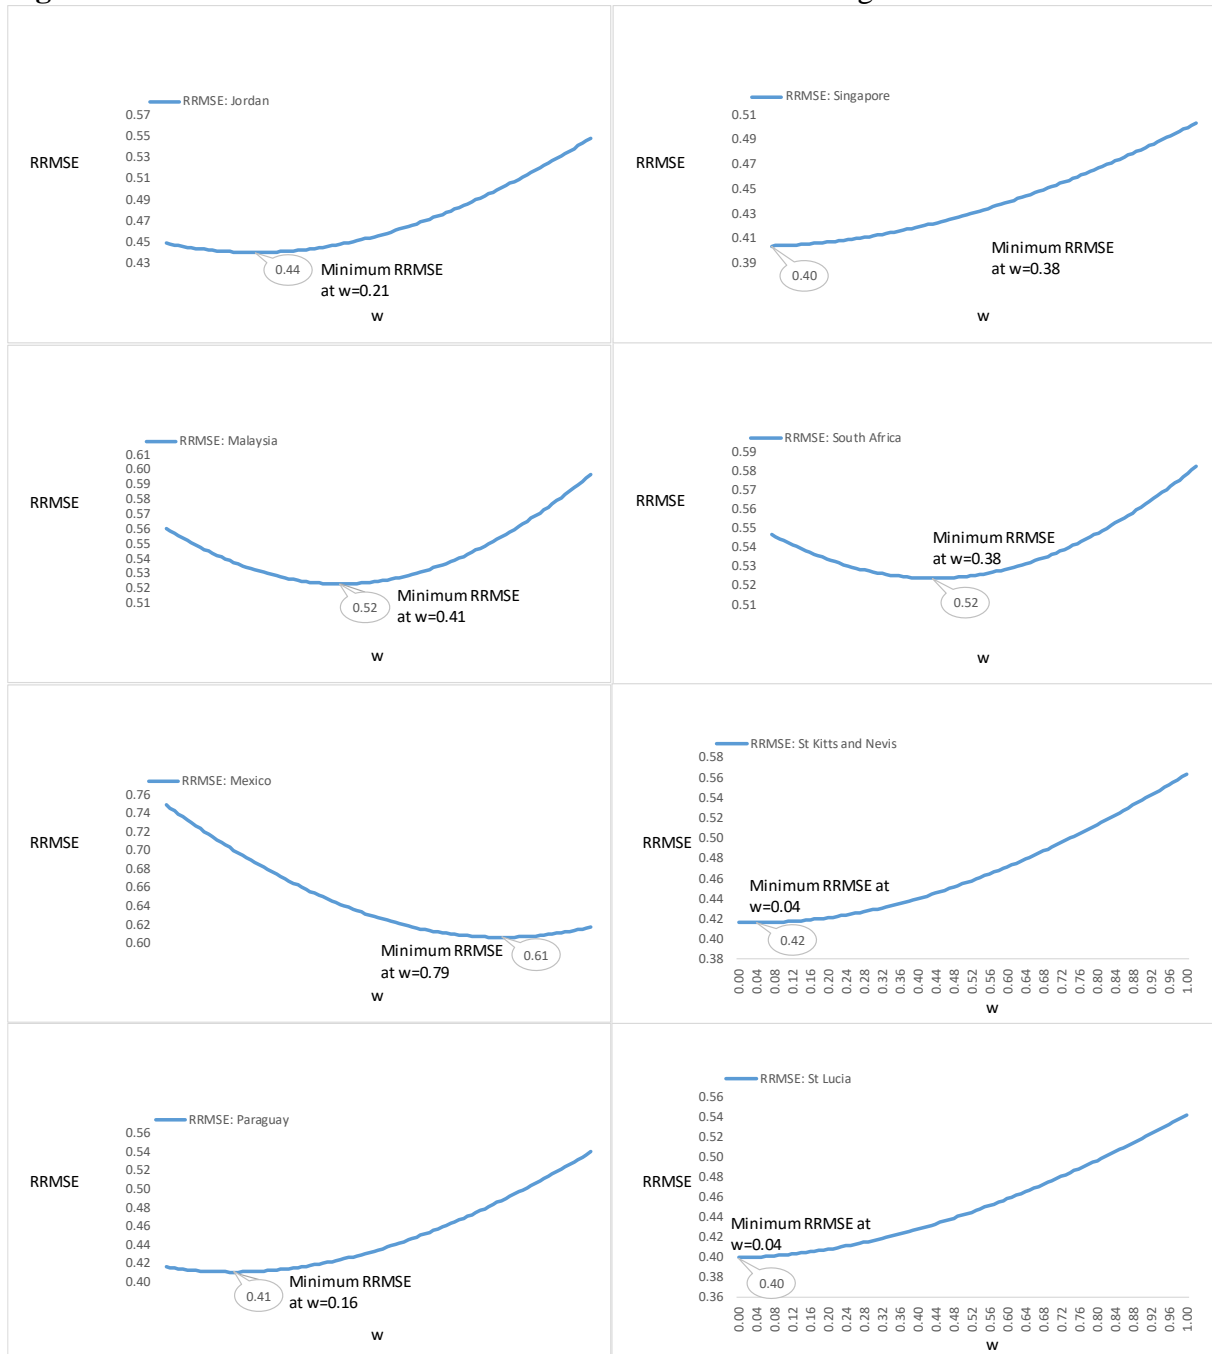 RRMSE: Jordan
0.57
0.55
0.53
0.51
0.49
0.47
0.45
0.43
RRMSE
0.44
Minimum RRMSE
at w=0.21
w
RRMSE: Singapore
0.51
0.49
0.47
0.45
0.43
0.41
0.39
RRMSE
0.40
Minimum RRMSE
at w=0.38
w
RRMSE: Malaysia
0.61
0.60
0.59
0.58
0.57
0.56
0.55
0.54
0.53
0.52
0.51
RRMSE
0.52
Minimum RRMSE
at w=0.41
w
RRMSE: South Africa
0.59
0.58
0.57
0.56
0.55
0.54
0.53
0.52
0.51
RRMSE
Minimum RRMSE
at w=0.38
0.52
w
RRMSE: Mexico
0.76
0.74
0.72
0.70
0.68
0.66
0.64
0.62
0.60
RRMSE
Minimum RRMSE
at w=0.79
0.61
w
RRMSE: St Kitts and Nevis
0.58
0.56
0.54
0.52
0.50
0.48
0.46
0.44
0.42
0.40
0.38
RRMSE
Minimum RRMSE at
w=0.04
0.42
0.00 0.04 0.08 0.12 0.16 0.20 0.24 0.28 0.32 0.36 0.40 0.44 0.48 0.52 0.56 0.60 0.64 0.68 0.72 0.76 0.80 0.84 0.88 0.92 0.96 1.00
w
RRMSE: Paraguay
0.56
0.54
0.52
0.50
0.48
0.46
0.44
0.42
0.40
RRMSE
0.41
Minimum RRMSE
at w=0.16
w
RRMSE: St Lucia
0.56
0.54
0.52
0.50
0.48
0.46
0.44
0.42
0.40
0.38
0.36
RRMSE
Minimum RRMSE at
w=0.04
0.40
0.00 0.04 0.08 0.12 0.16 0.20 0.24 0.28 0.32 0.36 0.40 0.44 0.48 0.52 0.56 0.60 0.64 0.68 0.72 0.76 0.80 0.84 0.88 0.92 0.96 1.00
w